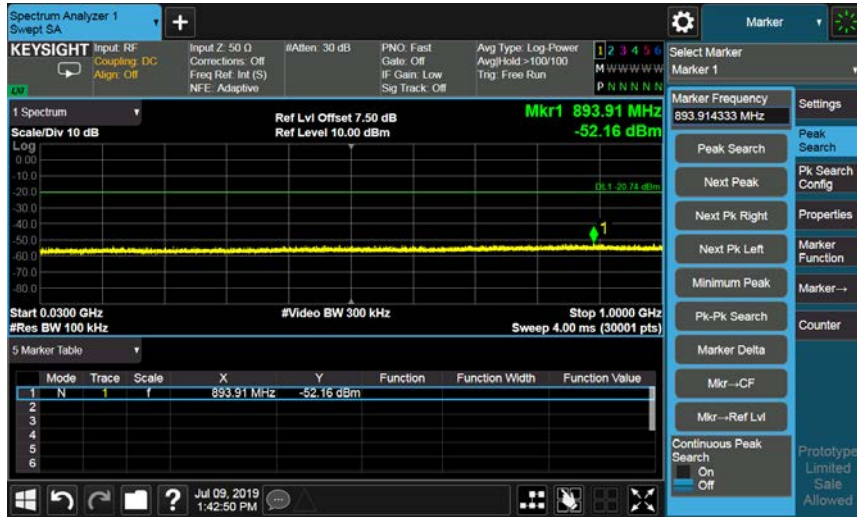 Spectrum Analyzer 1
Swept SA
+
Marker
KEYSIGHT
Input: RF
Coupling: DC
Align: Off
Input Z: 50 Ω
Corrections: Off
Freq Ref: Int (S)
NFE: Adaptive
#Atten: 30 dB
PNO: Fast
Gate: Off
IF Gain: Low
Sig Track: Off
Avg Type: Log-Power
Avg|Hold:>100/100
Trig: Free Run
1 2 3 4 5 6
M W W W W W
P N N N N N
LXI
Select Marker
Marker 1
1 Spectrum
Scale/Div 10 dB
Ref Lvl Offset 7.50 dB
Ref Level 10.00 dBm
Mkr1 893.91 MHz
-52.16 dBm
Log
0.00
-10.0
-20.0
-30.0
-40.0
-50.0
-60.0
-70.0
-80.0
DL1 -20.74 dBm
1
Start 0.0300 GHz
#Res BW 100 kHz
#Video BW 300 kHz
Stop 1.0000 GHz
Sweep 4.00 ms (30001 pts)
5 Marker Table
Mode Trace Scale X Y Function Function Width Function Value
1 N 1 f 893.91 MHz -52.16 dBm
2
3
4
5
6
Marker Frequency
893.914333 MHz
Peak Search
Next Peak
Next Pk Right
Next Pk Left
Minimum Peak
Pk-Pk Search
Marker Delta
Mkr→CF
Mkr→Ref Lvl
Continuous Peak
Search
On
Off
Settings
Peak
Search
Pk Search
Config
Properties
Marker
Function
Marker→
Counter
Prototype
Limited
Sale
Allowed
?
Jul 09, 2019
1:42:50 PM